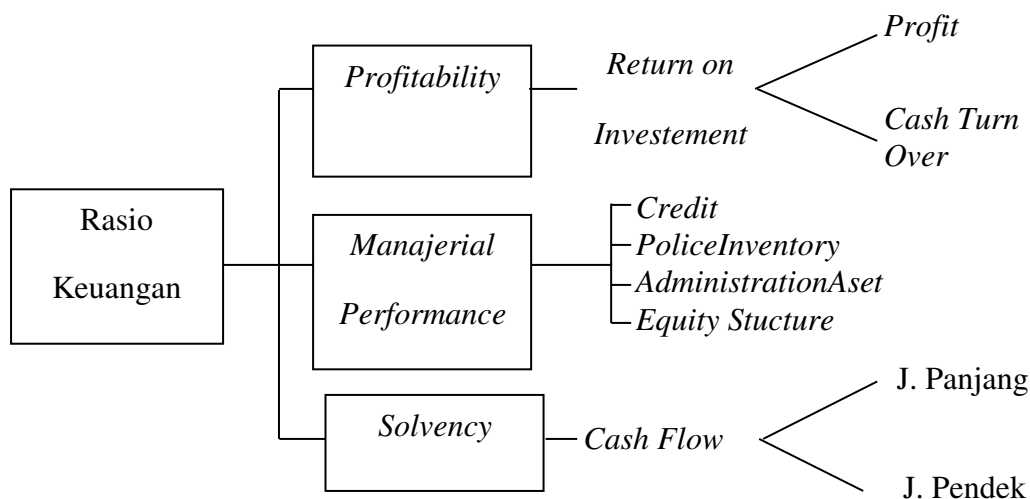 Rasio
Keuangan
Profitability
Return on
Investement
Profit
Cash Turn
Over
Manajerial
Performance
Credit
PoliceInventory
AdministrationAset
Equity Stucture
Solvency
Cash Flow
J. Panjang
J. Pendek